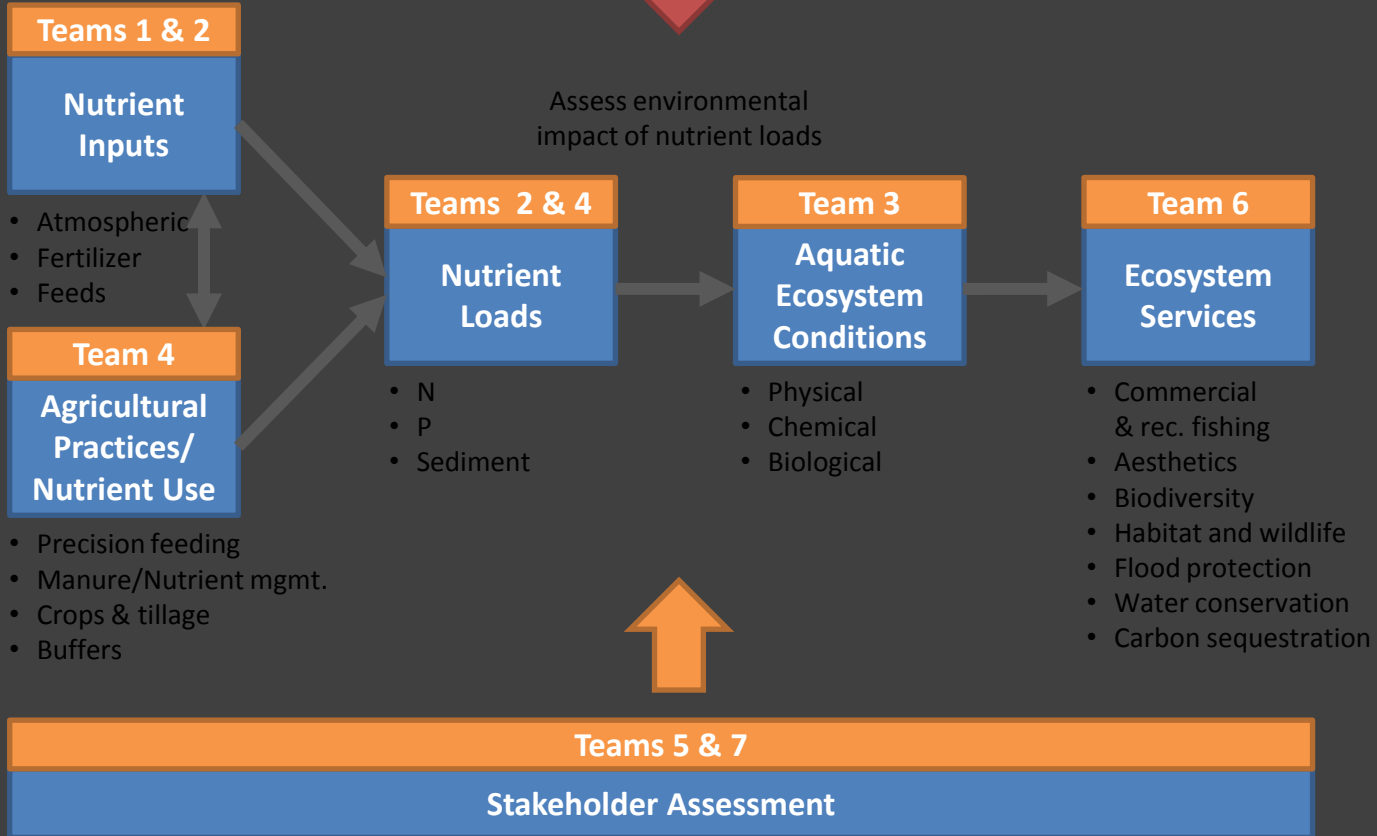 Teams 1 & 2
Nutrient
Inputs
• Atmospheric
• Fertilizer
• Feeds
Team 4
Agricultural
Practices/
Nutrient Use
• Precision feeding
• Manure/Nutrient mgmt.
• Crops & tillage
• Buffers
Assess environmental
impact of nutrient loads
Teams  2 & 4
Nutrient
Loads
• N
• P
• Sediment
Team 3
Aquatic
Ecosystem
Conditions
• Physical
• Chemical
• Biological
Team 6
Ecosystem
Services
• Commercial
& rec. fishing
• Aesthetics
• Biodiversity
• Habitat and wildlife
• Flood protection
• Water conservation
• Carbon sequestration
Teams 5 & 7
Stakeholder Assessment